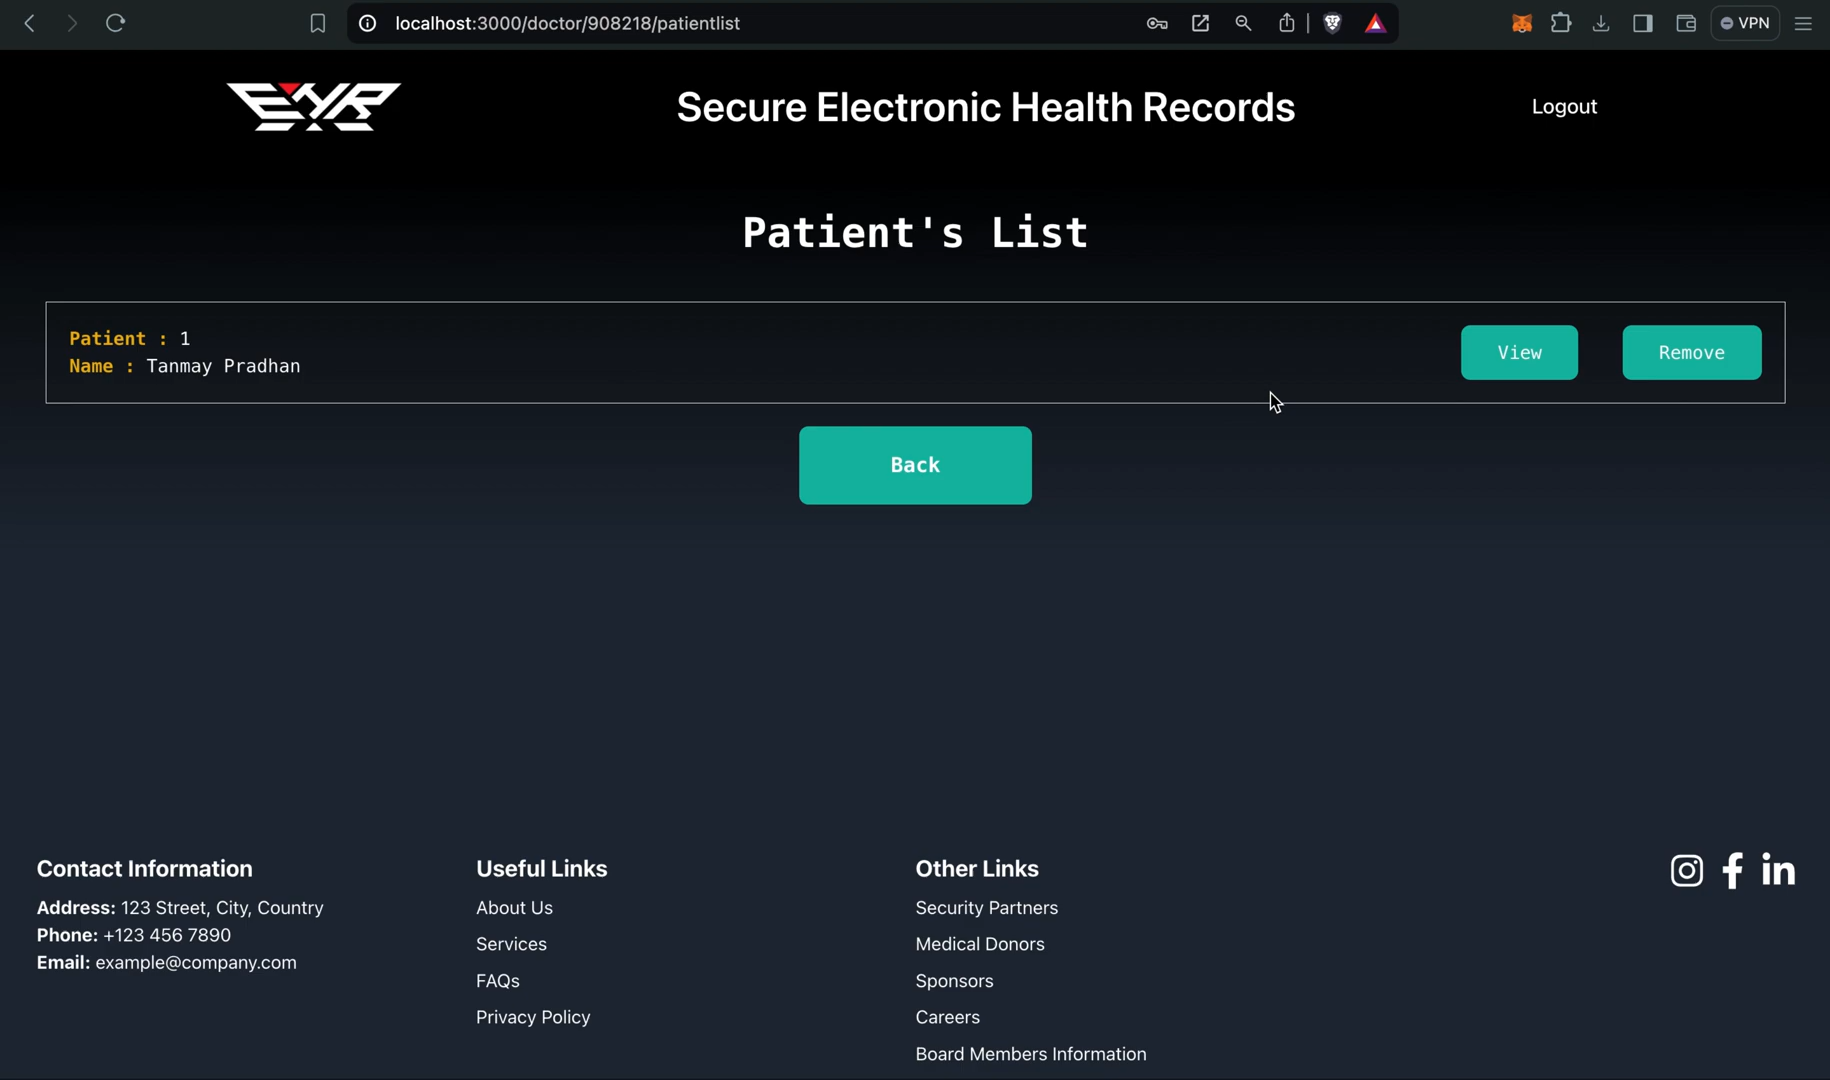 localhost:3000/doctor/908218/patientlist
VPN
EYR
Secure Electronic Health Records
Logout
Patient's List
Patient : 1
Name : Tanmay Pradhan
View
Remove
Back
Contact Information
Address: 123 Street, City, Country
Phone: +123 456 7890
Email: example@company.com
Useful Links
About Us
Services
FAQs
Privacy Policy
Other Links
Security Partners
Medical Donors
Sponsors
Careers
Board Members Information